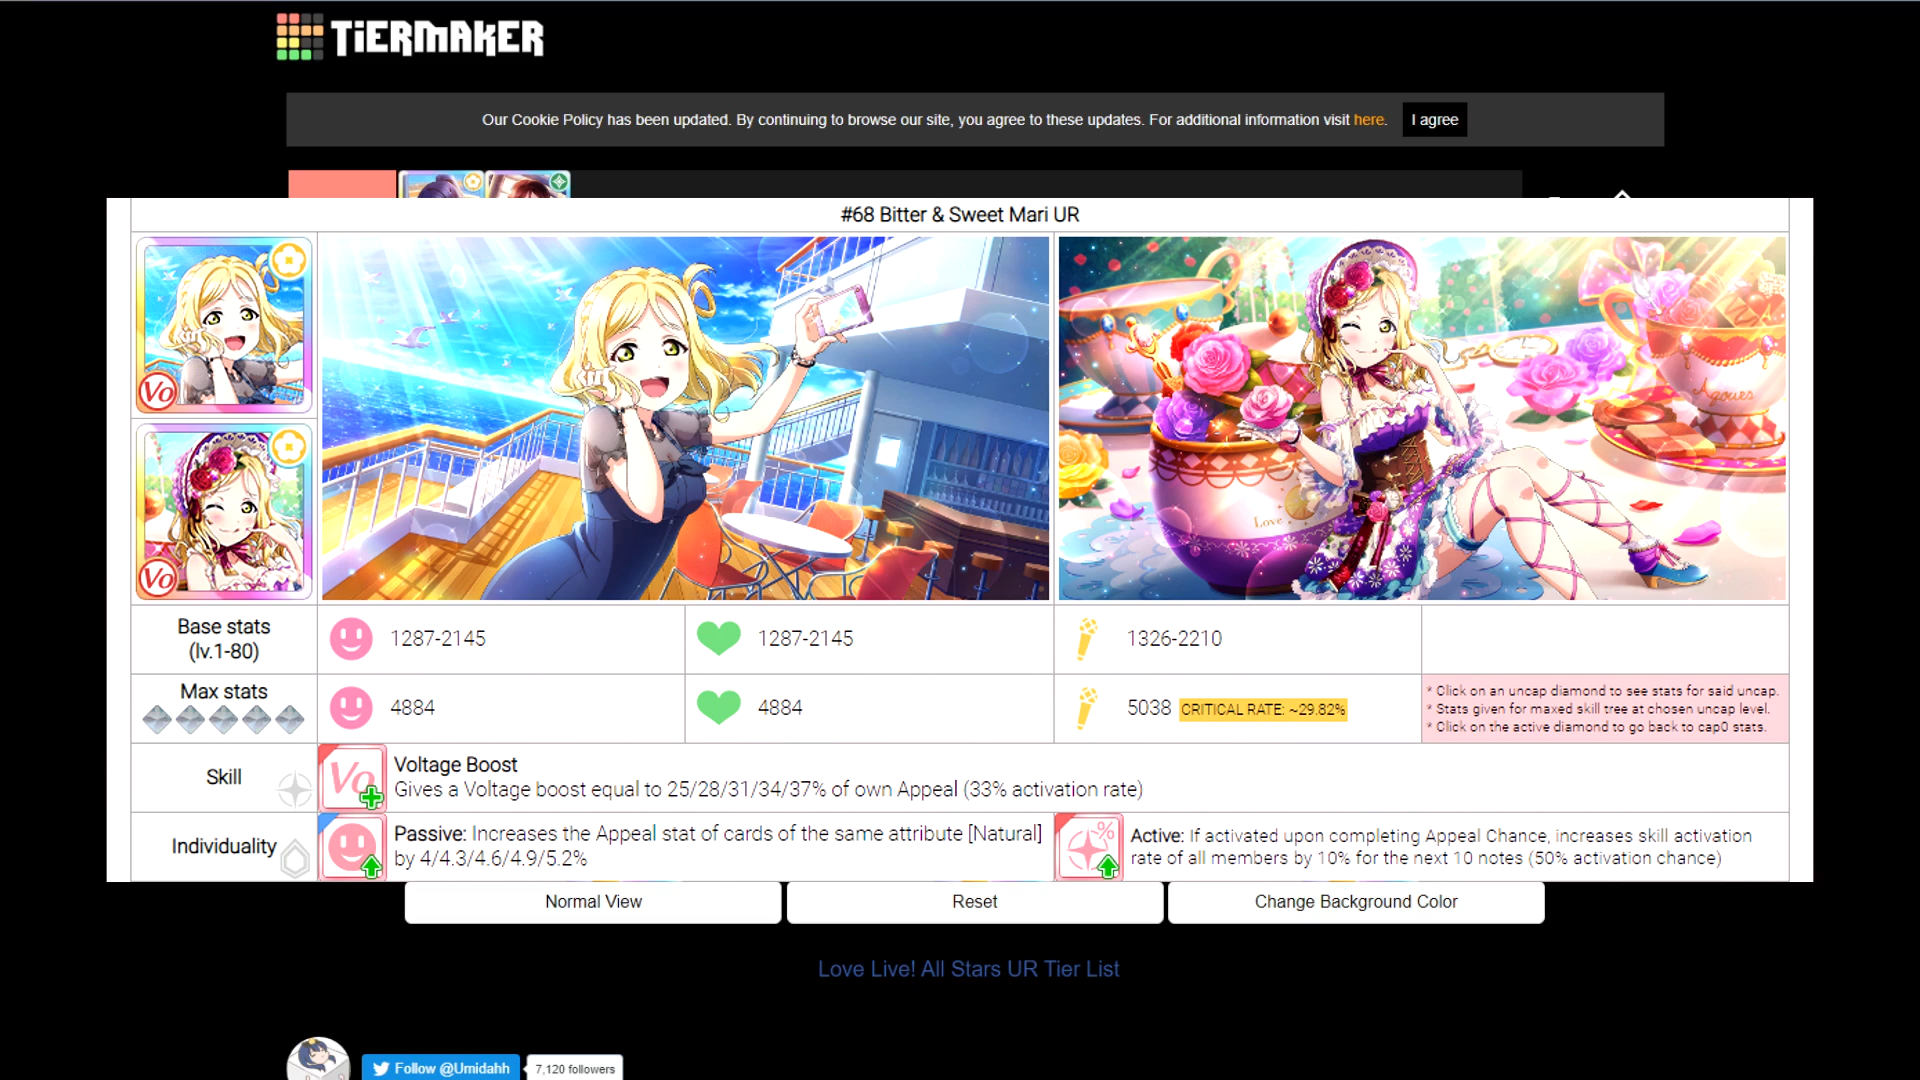 TiERMAKER
Our Cookie Policy has been updated. By continuing to browse our site, you agree to these updates. For additional information visit here. I agree
#68 Bitter & Sweet Mari UR
Vo
Vo
Love
Aqours
Base stats
(lv.1-80)
1287-2145
1287-2145
1326-2210
Max stats
4884
4884
5038 CRITICAL RATE: ~29.82%
* Click on an uncap diamond to see stats for said uncap.
* Stats given for maxed skill tree at chosen uncap level.
* Click on the active diamond to go back to cap0 stats.
Skill
Vo
Voltage Boost
Gives a Voltage boost equal to 25/28/31/34/37% of own Appeal (33% activation rate)
Individuality
Passive: Increases the Appeal stat of cards of the same attribute [Natural]
by 4/4.3/4.6/4.9/5.2%
%
Active: If activated upon completing Appeal Chance, increases skill activation
rate of all members by 10% for the next 10 notes (50% activation chance)
Normal View
Reset
Change Background Color
Love Live! All Stars UR Tier List
Follow @Umidahh
7,120 followers